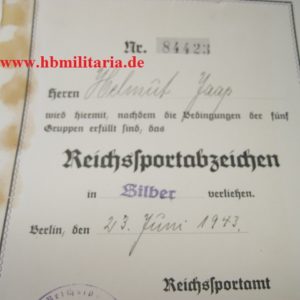 Nr. 84423
www.hbmilitaria.de
Herrn Helmut Jaap
wird hiermit, nachdem die Bedingungen der fünf
Gruppen erfüllt sind, das
Reichssportabzeichen
in Silber verliehen.
Berlin, den 23. Juni 1943.
Reichssportamt